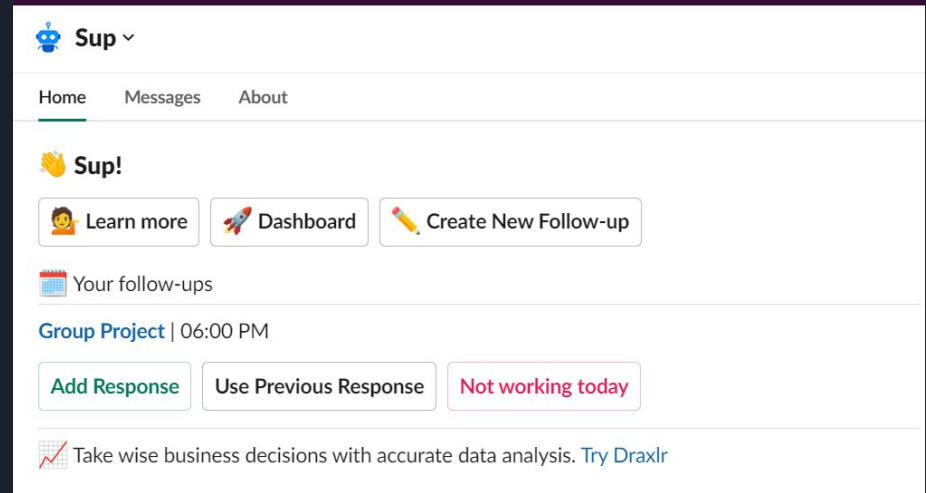 Sup
Home Messages About
Sup!
Learn more Dashboard Create New Follow-up
Your follow-ups
Group Project | 06:00 PM
Add Response Use Previous Response Not working today
Take wise business decisions with accurate data analysis. Try Draxlr